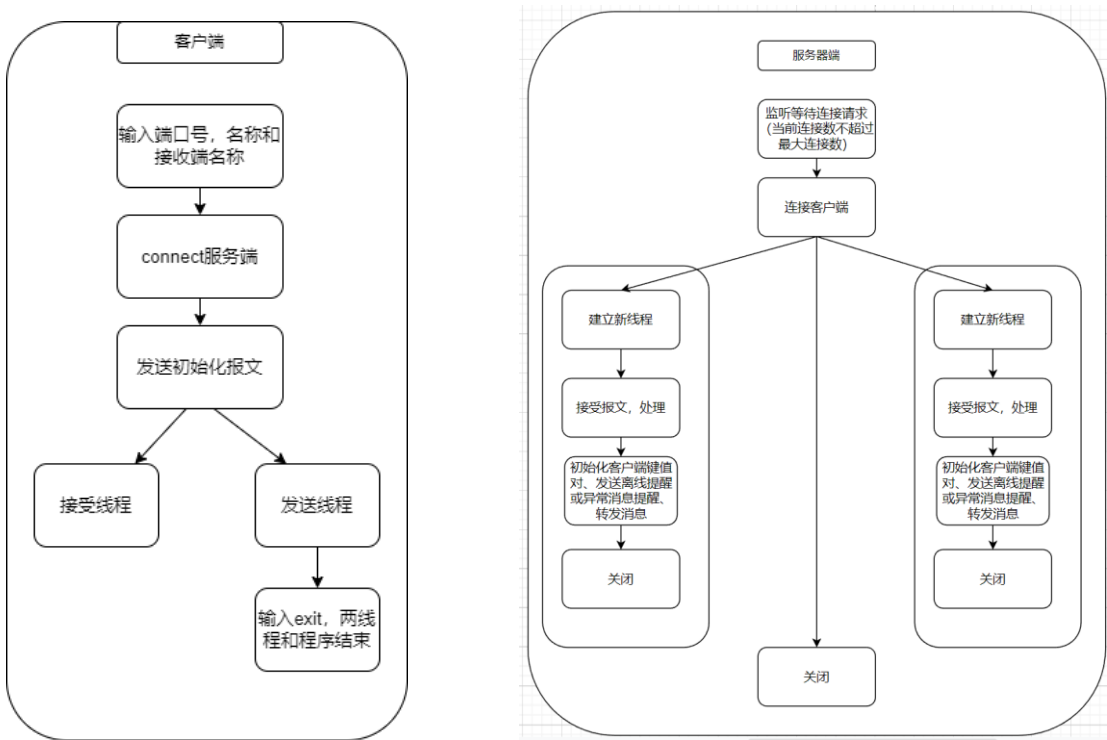 客户端
输入端口号，名称和
接收端名称
connect服务端
发送初始化报文
接受线程
发送线程
输入exit，两线
程和程序结束
服务器端
监听等待连接请求
（当前连接数不超过
最大连接数）
连接客户端
建立新线程
接受报文，处理
初始化客户端键值
对、发送离线提醒
或异常消息提醒、
转发消息
关闭
建立新线程
接受报文，处理
初始化客户端键值
对、发送离线提醒
或异常消息提醒、
转发消息
关闭
关闭